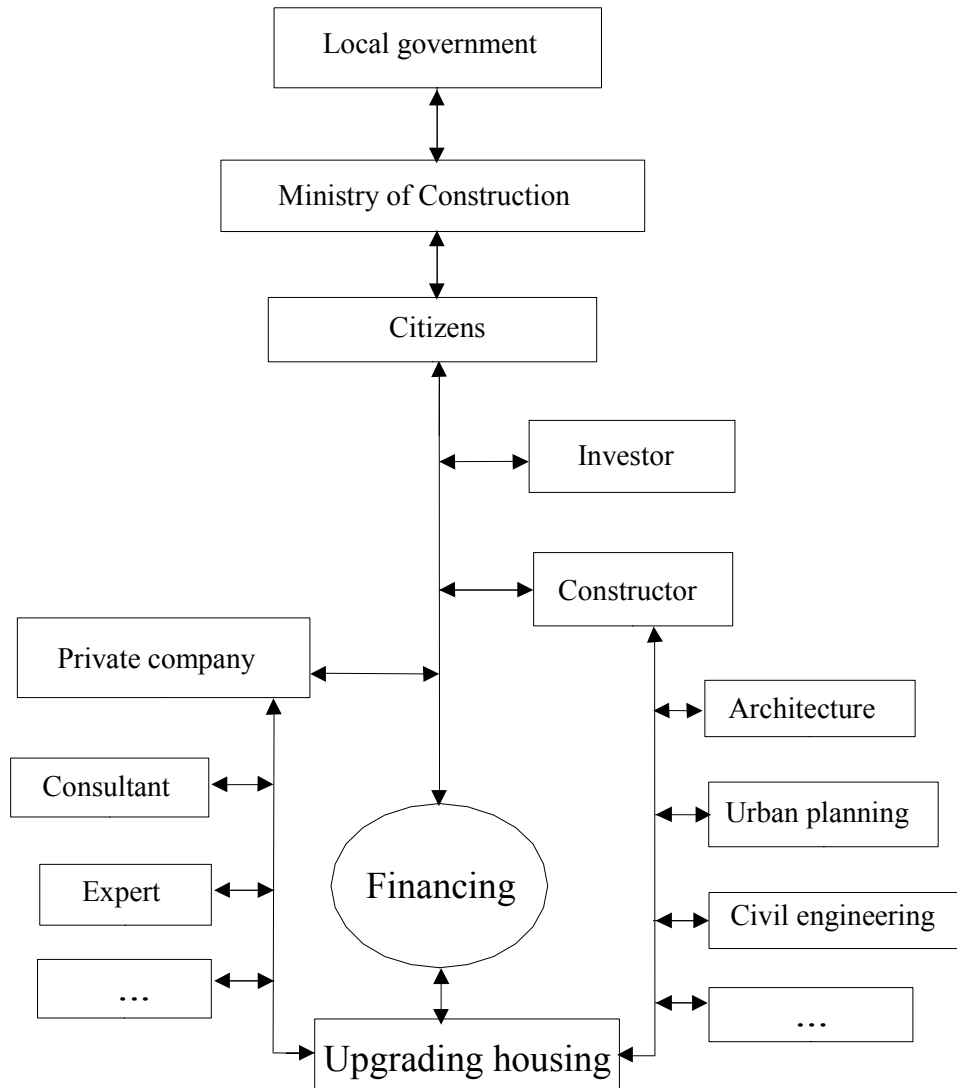 Local government
Ministry of Construction
Citizens
Investor
Constructor
Private company
Architecture
Consultant
Urban planning
Expert
Financing
Civil engineering
...
...
Upgrading housing